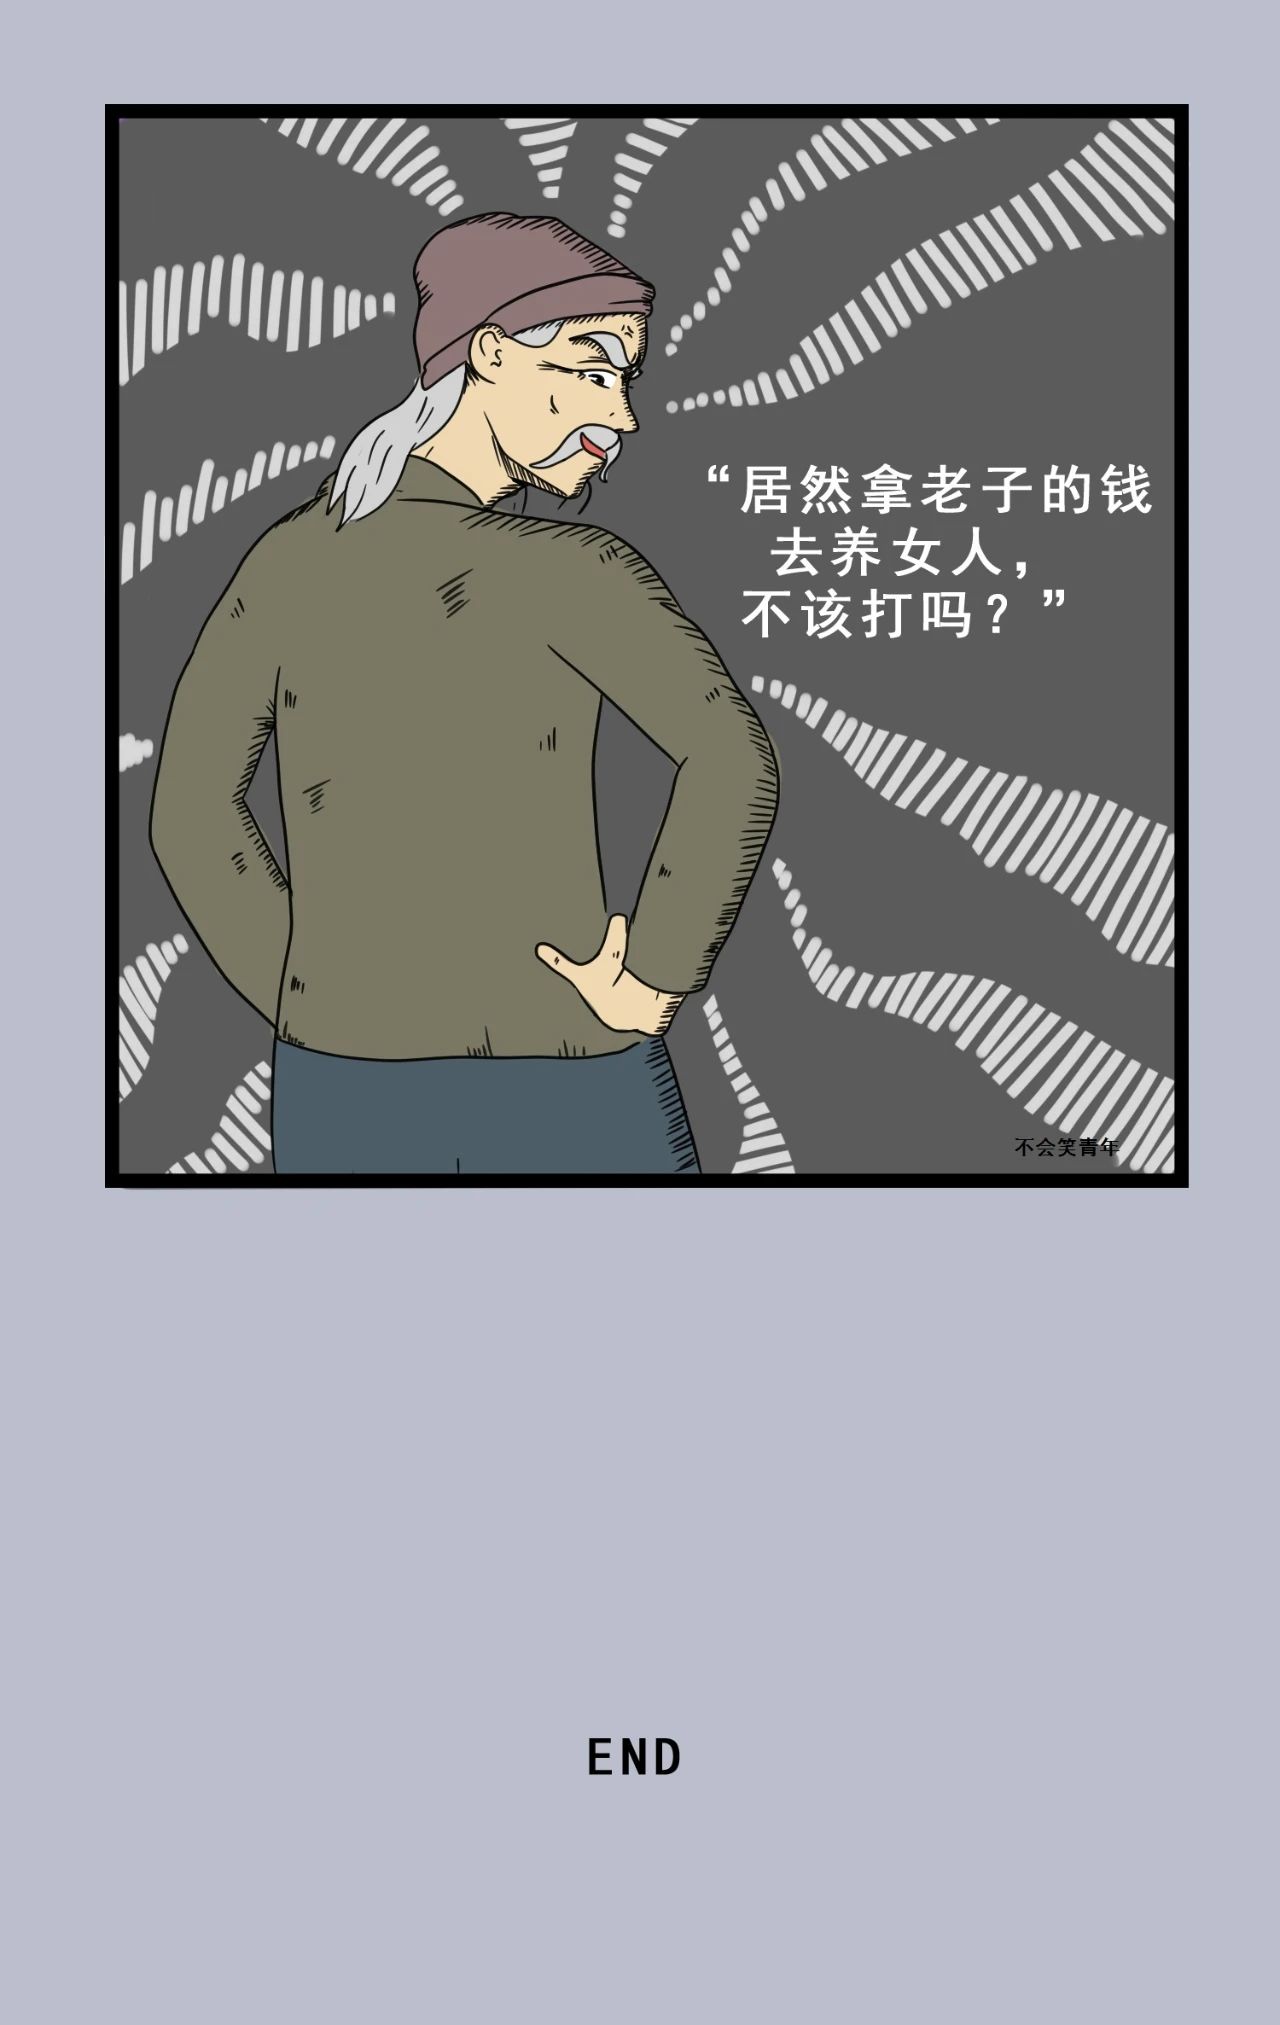 “居然拿老子的钱
去养女人，
不该打吗？”
不会笑青年
END